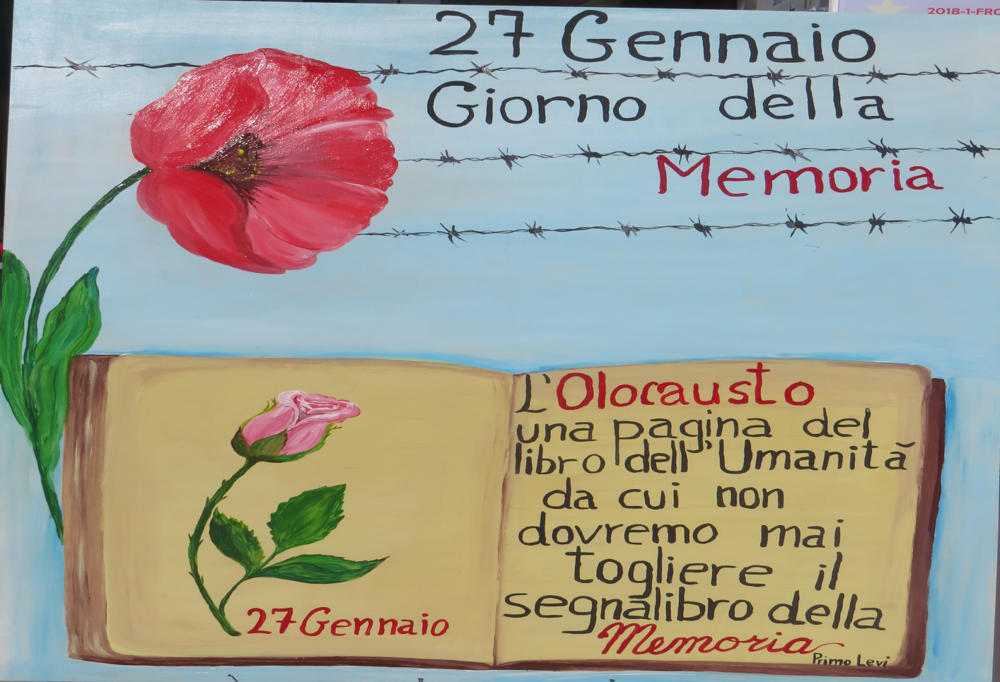 2018-1-FR
27 Gennaio
Giorno della
Memoria
L'Olocausto
una pagina del
libro dell'Umanità
da cui non
dovremo mai
togliere il
segnalibro della
Memoria
Primo Levi
27 Gennaio